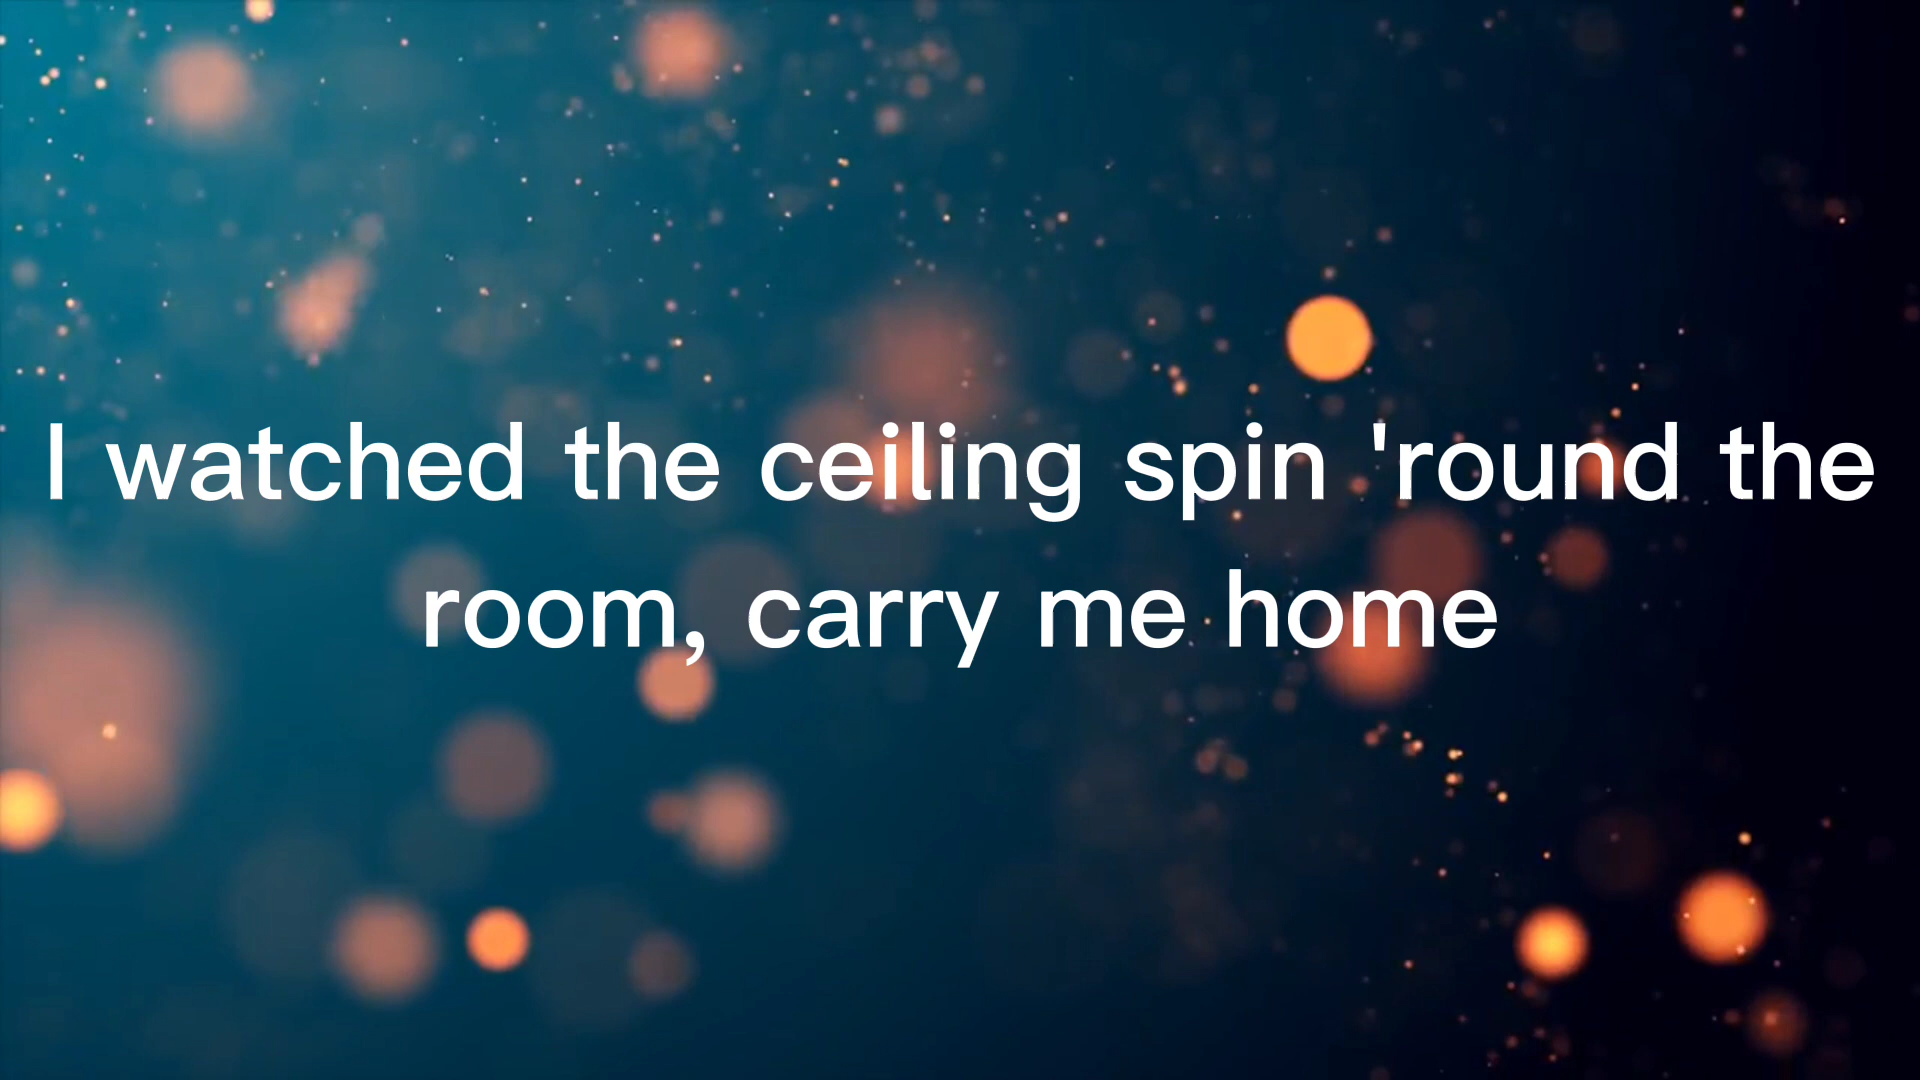 I watched the ceiling spin 'round the
room, carry me home